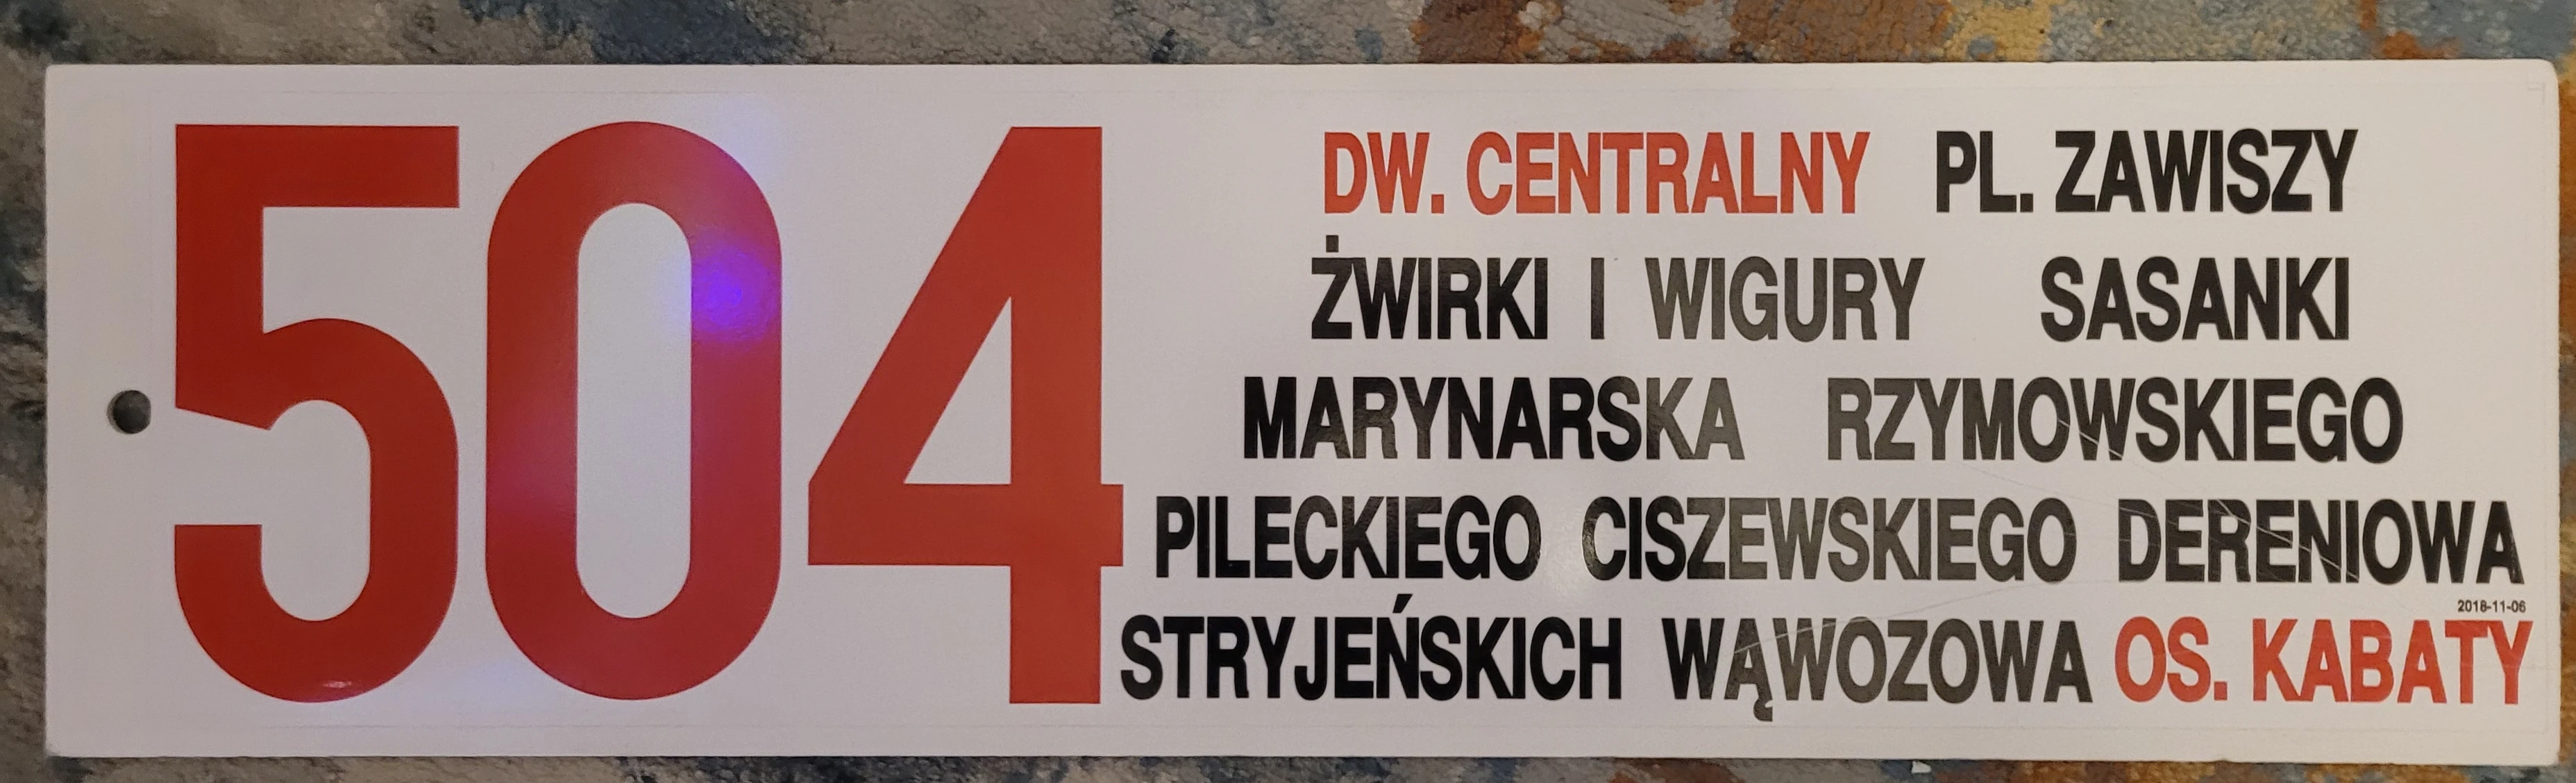 504
DW. CENTRALNY PL. ZAWISZY
ŻWIRKI I WIGURY SASANKI
MARYNARSKA RZYMOWSKIEGO
PILECKIEGO CISZEWSKIEGO DERENIOWA
2018-11-06
STRYJEŃSKICH WĄWOZOWA OS. KABATY